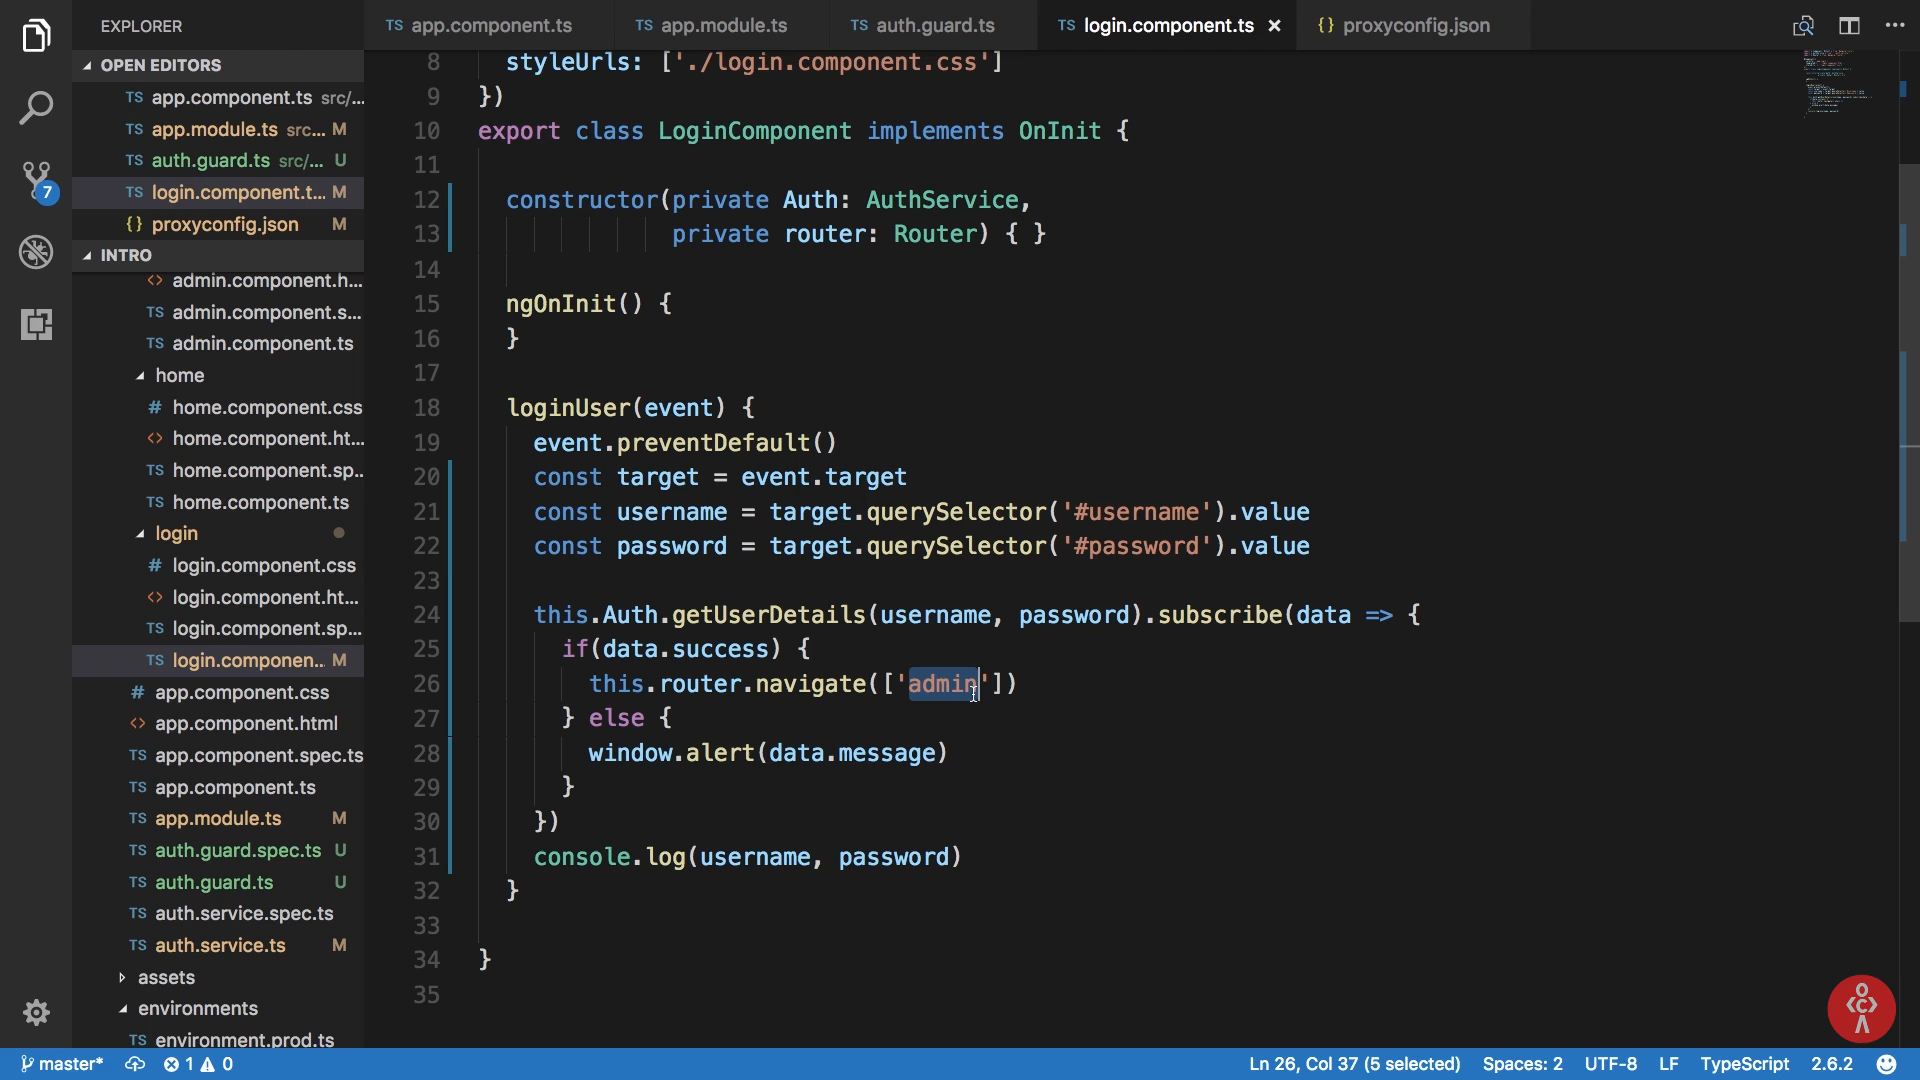 EXPLORER
OPEN EDITORS
TS app.component.ts src/...
TS app.module.ts src... M
TS auth.guard.ts src/... U
TS login.component.t... M
{} proxyconfig.json M
INTRO
<> admin.component.h...
TS admin.component.s...
TS admin.component.ts
home
# home.component.css
<> home.component.ht...
TS home.component.sp...
TS home.component.ts
login
# login.component.css
<> login.component.ht...
TS login.component.sp...
TS login.componen... M
# app.component.css
<> app.component.html
TS app.component.spec.ts
TS app.component.ts
TS app.module.ts M
TS auth.guard.spec.ts U
TS auth.guard.ts U
TS auth.service.spec.ts
TS auth.service.ts M
assets
environments
TS environment.prod.ts
7
TS app.component.ts TS app.module.ts TS auth.guard.ts TS login.component.ts × {} proxyconfig.json
8 styleUrls: ['./login.component.css']
9 })
10 export class LoginComponent implements OnInit {
11
12 constructor(private Auth: AuthService,
13 private router: Router) { }
14
15 ngOnInit() {
16 }
17
18 loginUser(event) {
19 event.preventDefault()
20 const target = event.target
21 const username = target.querySelector('#username').value
22 const password = target.querySelector('#password').value
23
24 this.Auth.getUserDetails(username, password).subscribe(data => {
25 if(data.success) {
26 this.router.navigate(['admin'])
27 } else {
28 window.alert(data.message)
29 }
30 })
31 console.log(username, password)
32 }
33
34 }
35
master* 1 0 Ln 26, Col 37 (5 selected) Spaces: 2 UTF-8 LF TypeScript 2.6.2